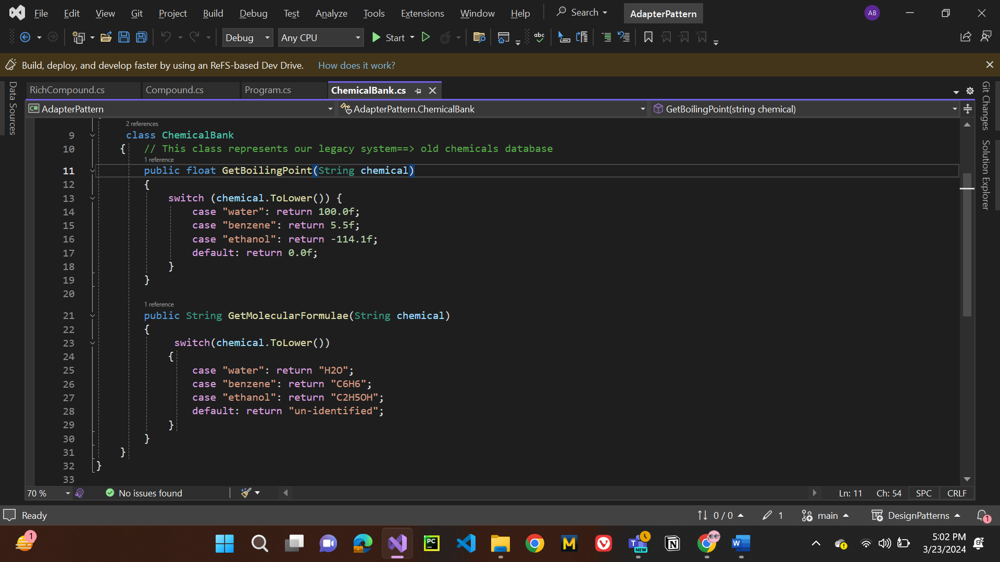 File Edit View Git Project Build Debug Test Analyze Tools Extensions Window Help Search AdapterPattern AB
Debug Any CPU Start abc
Build, deploy, and develop faster by using an ReFS-based Dev Drive. How does it work?
Data Sources
RichCompound.cs Compound.cs Program.cs ChemicalBank.cs
C# AdapterPattern AdapterPattern.ChemicalBank GetBoilingPoint(string chemical)
Git Changes
Solution Explorer
2 references
9 class ChemicalBank
10 { // This class represents our legacy system==> old chemicals database
1 reference
11 public float GetBoilingPoint(String chemical)
12 {
13 switch (chemical.ToLower()) {
14 case "water": return 100.0f;
15 case "benzene": return 5.5f;
16 case "ethanol": return -114.1f;
17 default: return 0.0f;
18 }
19 }
20
1 reference
21 public String GetMolecularFormulae(String chemical)
22 {
23 switch(chemical.ToLower())
24 {
25 case "water": return "H2O";
26 case "benzene": return "C6H6";
27 case "ethanol": return "C2H5OH";
28 default: return "un-identified";
29 }
30 }
31 }
32 }
33
70 % No issues found Ln: 11 Ch: 54 SPC CRLF
Ready 0 / 0 1 main DesignPatterns 1
1 PC M T NEW N W 5:02 PM
3/23/2024